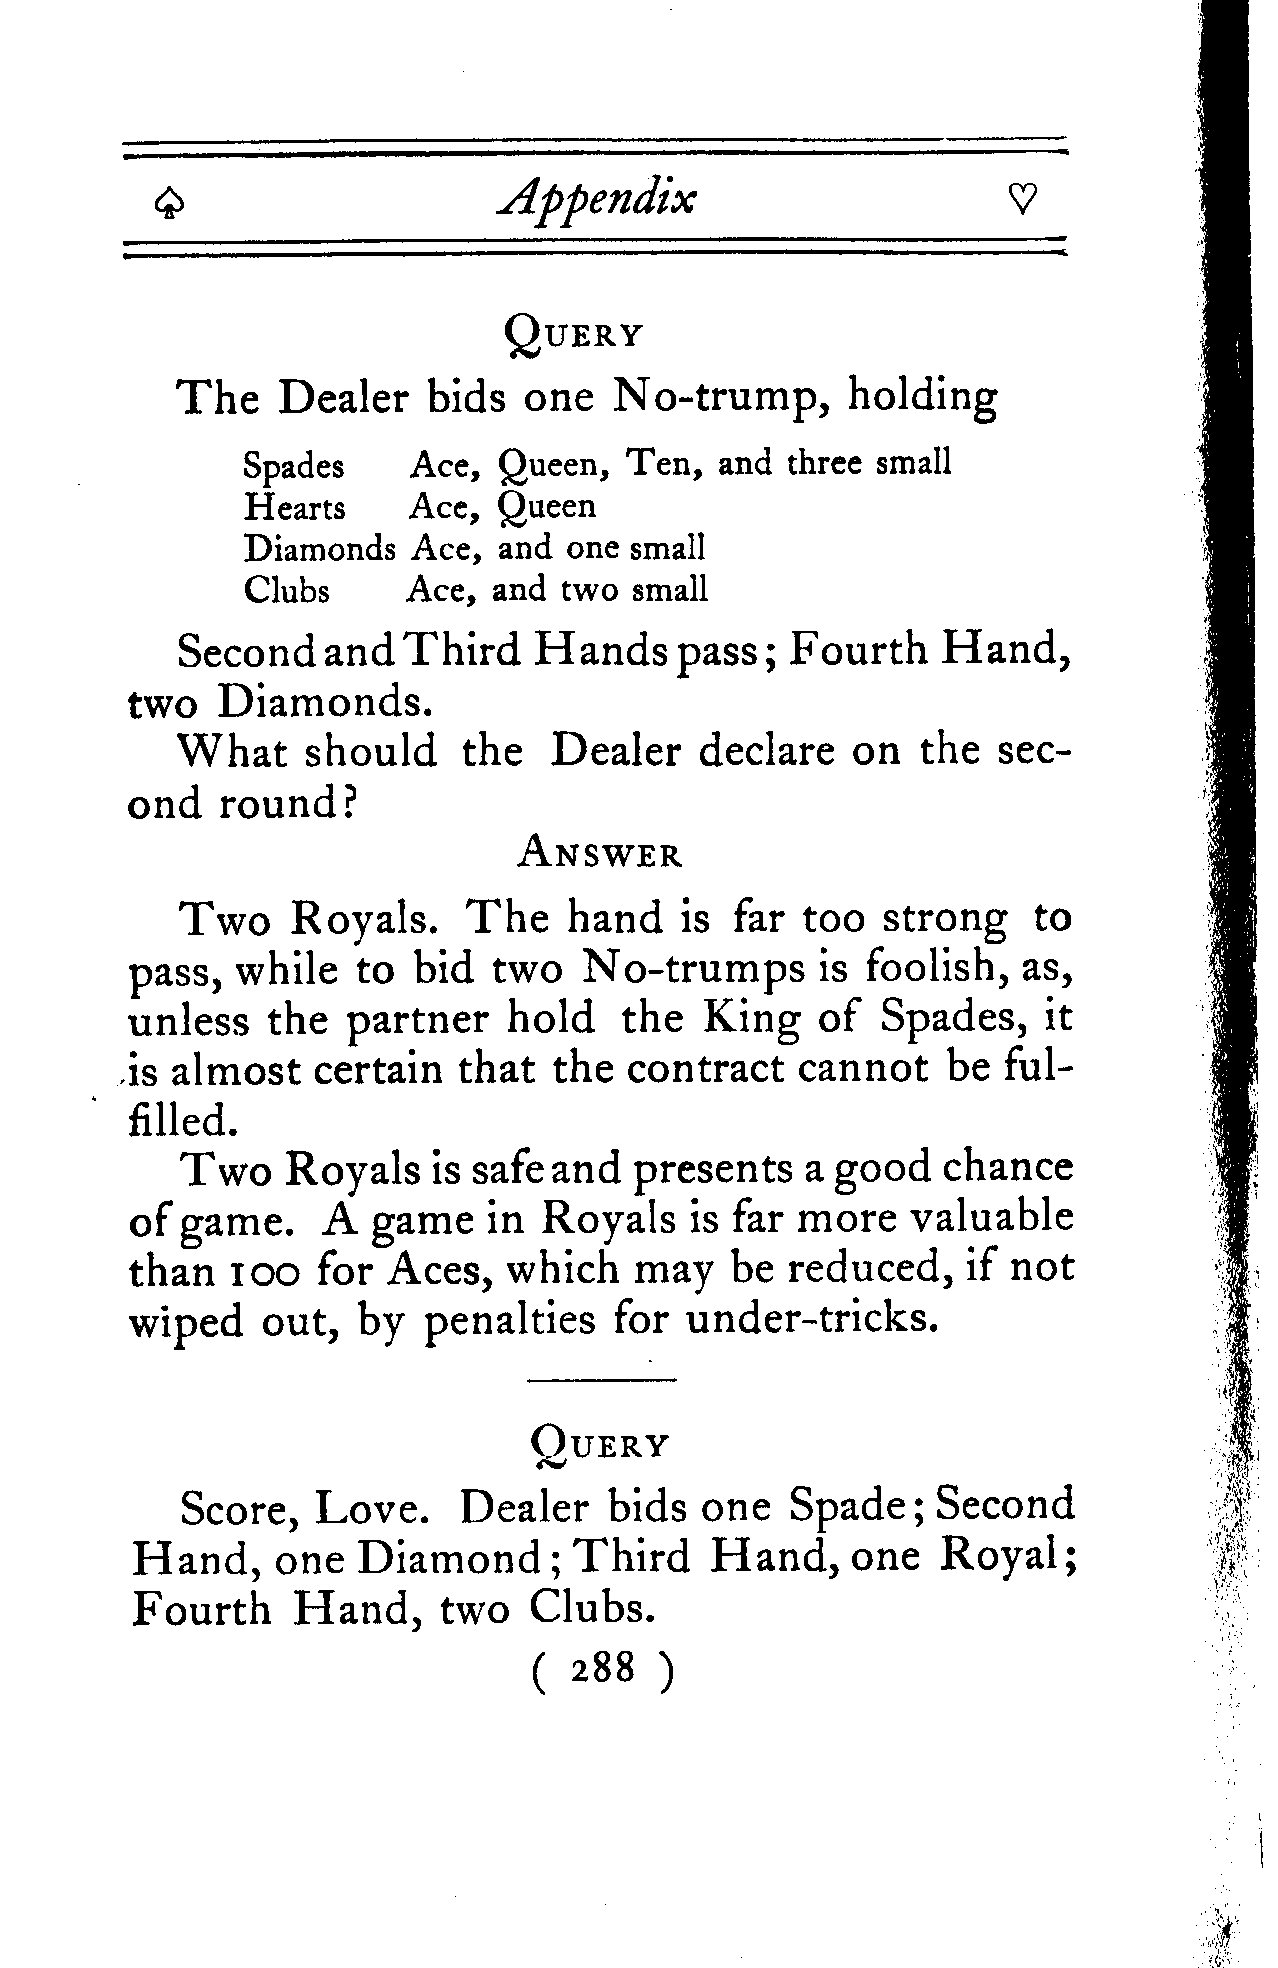 ♤ Appendix ♡
QUERY
The Dealer bids one No-trump, holding
Spades Ace, Queen, Ten, and three small
Hearts Ace, Queen
Diamonds Ace, and one small
Clubs Ace, and two small
Second and Third Hands pass; Fourth Hand,
two Diamonds.
What should the Dealer declare on the sec-
ond round?
ANSWER
Two Royals. The hand is far too strong to
pass, while to bid two No-trumps is foolish, as,
unless the partner hold the King of Spades, it
is almost certain that the contract cannot be ful-
filled.
Two Royals is safe and presents a good chance
of game. A game in Royals is far more valuable
than 100 for Aces, which may be reduced, if not
wiped out, by penalties for under-tricks.
QUERY
Score, Love. Dealer bids one Spade; Second
Hand, one Diamond; Third Hand, one Royal;
Fourth Hand, two Clubs.
( 288 )